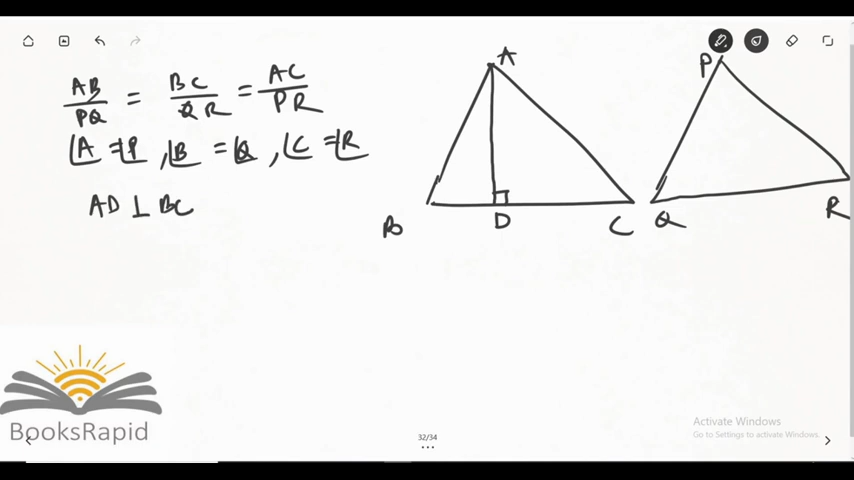 AB/PQ = BC/QR = AC/PR
∠A = ∠P , ∠B = ∠Q , ∠C = ∠R
AD ⊥ BC
A
P
B
D
C
Q
R
BooksRapid
32/34
Activate Windows
Go to Settings to activate Windows.